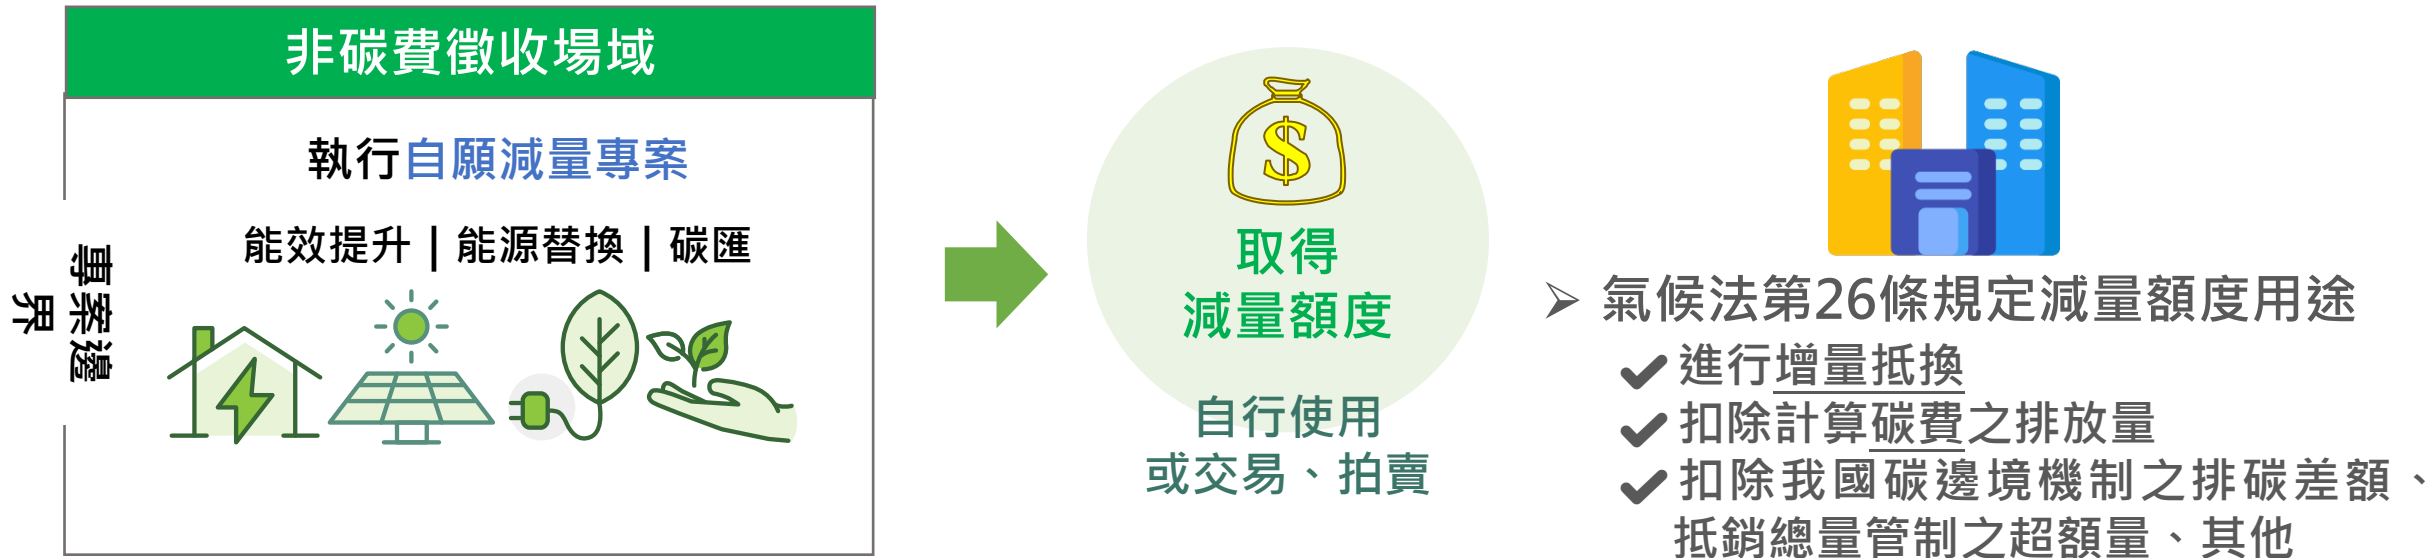 非碳費徵收場域
執行自願減量專案
能效提升｜能源替換｜碳匯
專案邊
界
$
取得
減量額度
自行使用
或交易、拍賣
➢ 氣候法第26條規定減量額度用途
✔進行增量抵換
✔扣除計算碳費之排放量
✔扣除我國碳邊境機制之排碳差額、
抵銷總量管制之超額量、其他